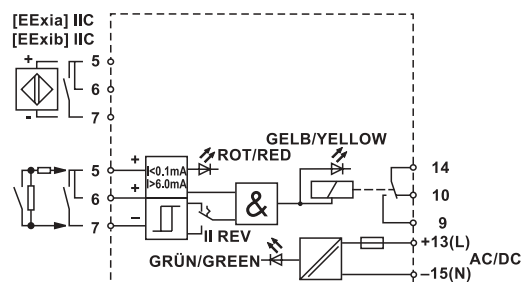 [EExia] IIC
[EExib] IIC
+ 5
6
- 7
+ 5
I<0.1mA
I>6.0mA
ROT/RED
GELB/YELLOW
+ 6
- 7
&
II REV
GRÜN/GREEN
14
10
9
+13(L)
AC/DC
–15(N)